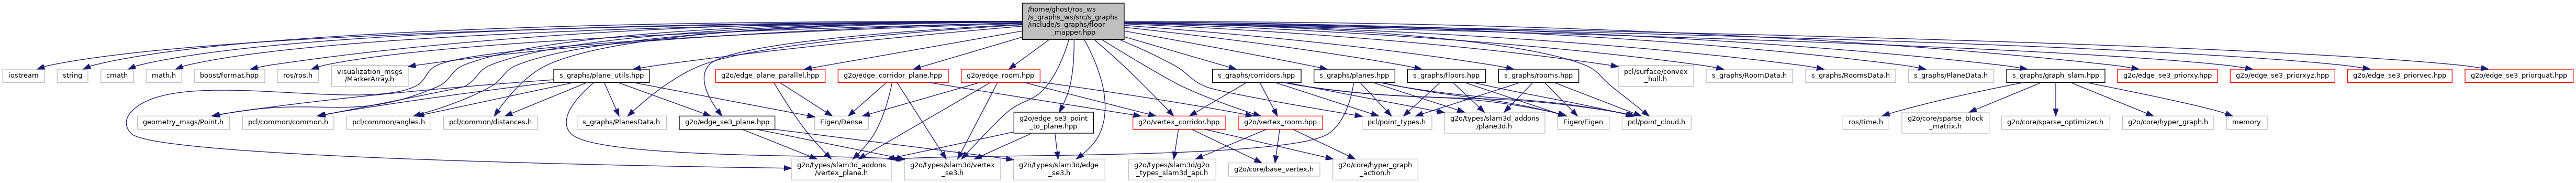 /home/ghost/ros_ws
/s_graphs_ws/src/s_graphs
/include/s_graphs/floor
_mapper.hpp
iostream
string
cmath
math.h
boost/format.hpp
ros/ros.h
visualization_msgs
/MarkerArray.h
s_graphs/plane_utils.hpp
g2o/edge_plane_parallel.hpp
g2o/edge_corridor_plane.hpp
g2o/edge_room.hpp
s_graphs/corridors.hpp
s_graphs/planes.hpp
s_graphs/floors.hpp
s_graphs/rooms.hpp
pcl/surface/convex
_hull.h
s_graphs/RoomData.h
s_graphs/RoomsData.h
s_graphs/PlaneData.h
s_graphs/graph_slam.hpp
g2o/edge_se3_priorxy.hpp
g2o/edge_se3_priorxyz.hpp
g2o/edge_se3_priorvec.hpp
g2o/edge_se3_priorquat.hpp
geometry_msgs/Point.h
pcl/common/common.h
pcl/common/angles.h
pcl/common/distances.h
s_graphs/PlanesData.h
g2o/edge_se3_plane.hpp
Eigen/Dense
g2o/edge_se3_point
_to_plane.hpp
g2o/vertex_corridor.hpp
g2o/vertex_room.hpp
pcl/point_types.h
g2o/types/slam3d_addons
/plane3d.h
Eigen/Eigen
pcl/point_cloud.h
ros/time.h
g2o/core/sparse_block
_matrix.h
g2o/core/sparse_optimizer.h
g2o/core/hyper_graph.h
memory
g2o/types/slam3d_addons
/vertex_plane.h
g2o/types/slam3d/vertex
_se3.h
g2o/types/slam3d/edge
_se3.h
g2o/types/slam3d/g2o
_types_slam3d_api.h
g2o/core/base_vertex.h
g2o/core/hyper_graph
_action.h